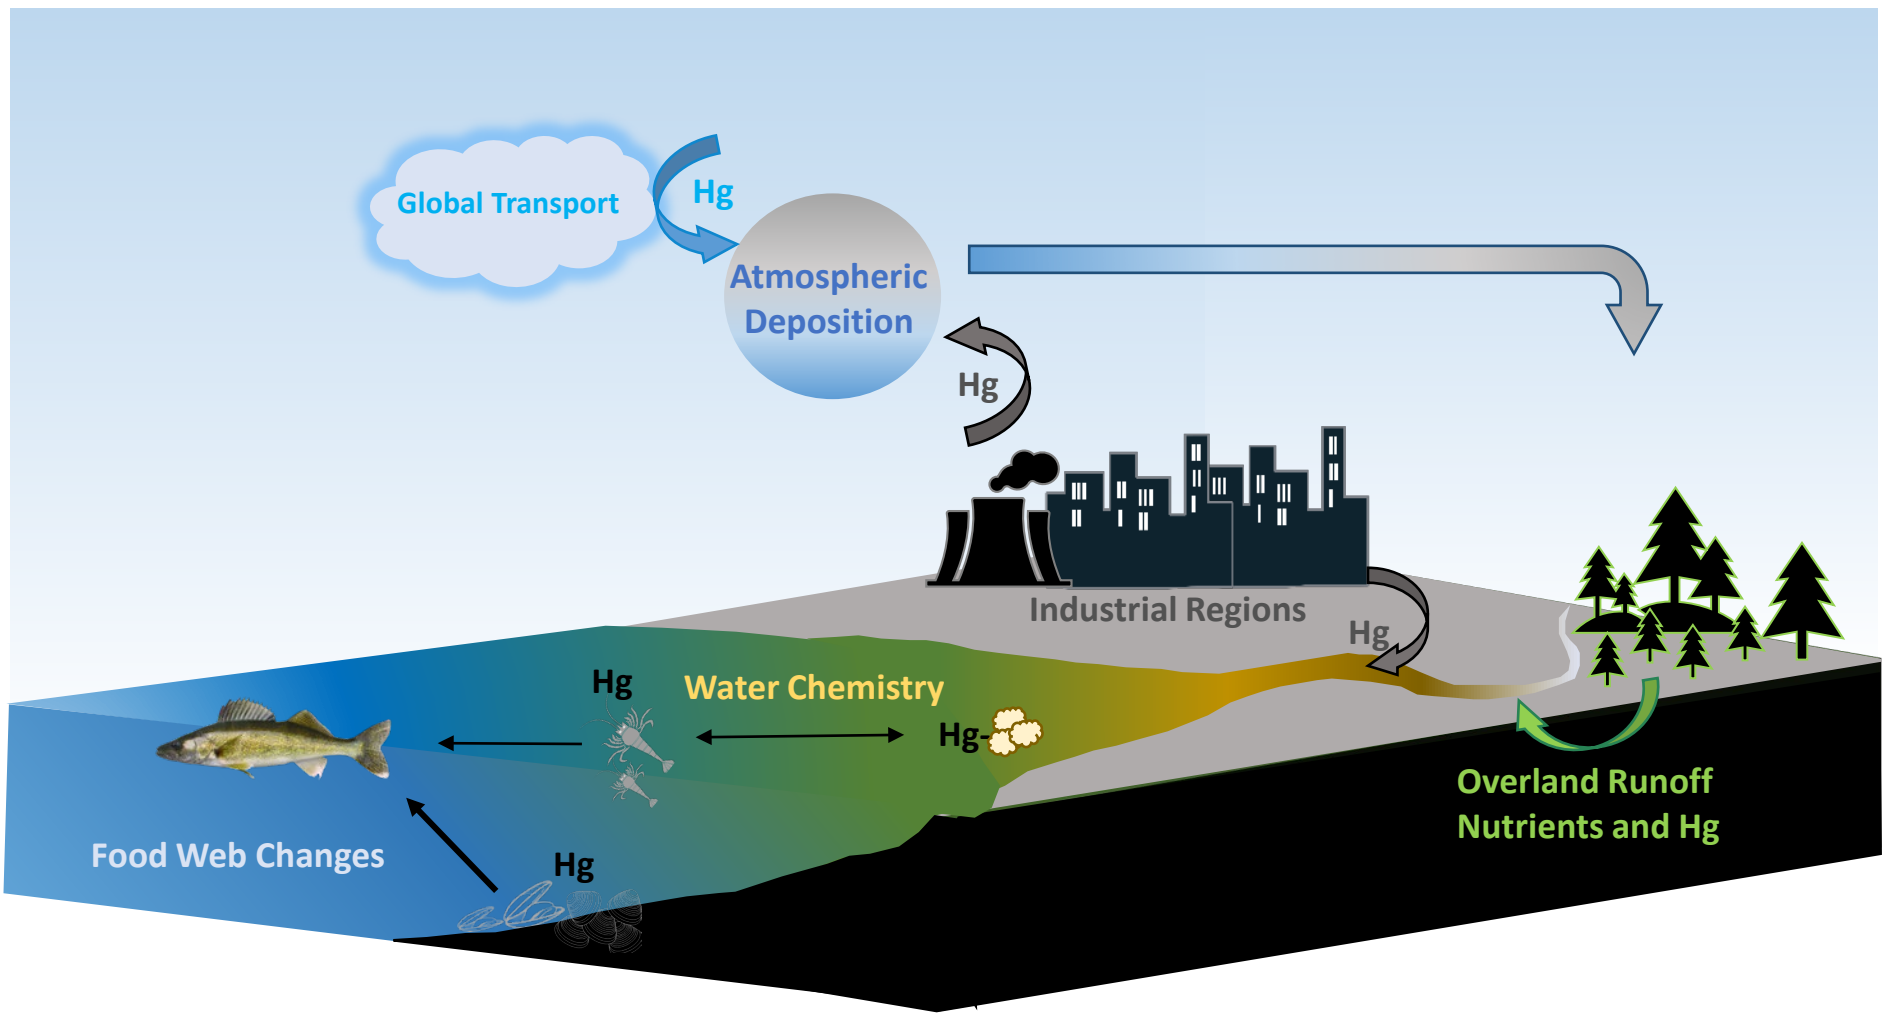 Global Transport
Hg
Atmospheric
Deposition
Hg
Industrial Regions
Hg
Hg
Water Chemistry
Hg-
Overland Runoff
Nutrients and Hg
Food Web Changes
Hg